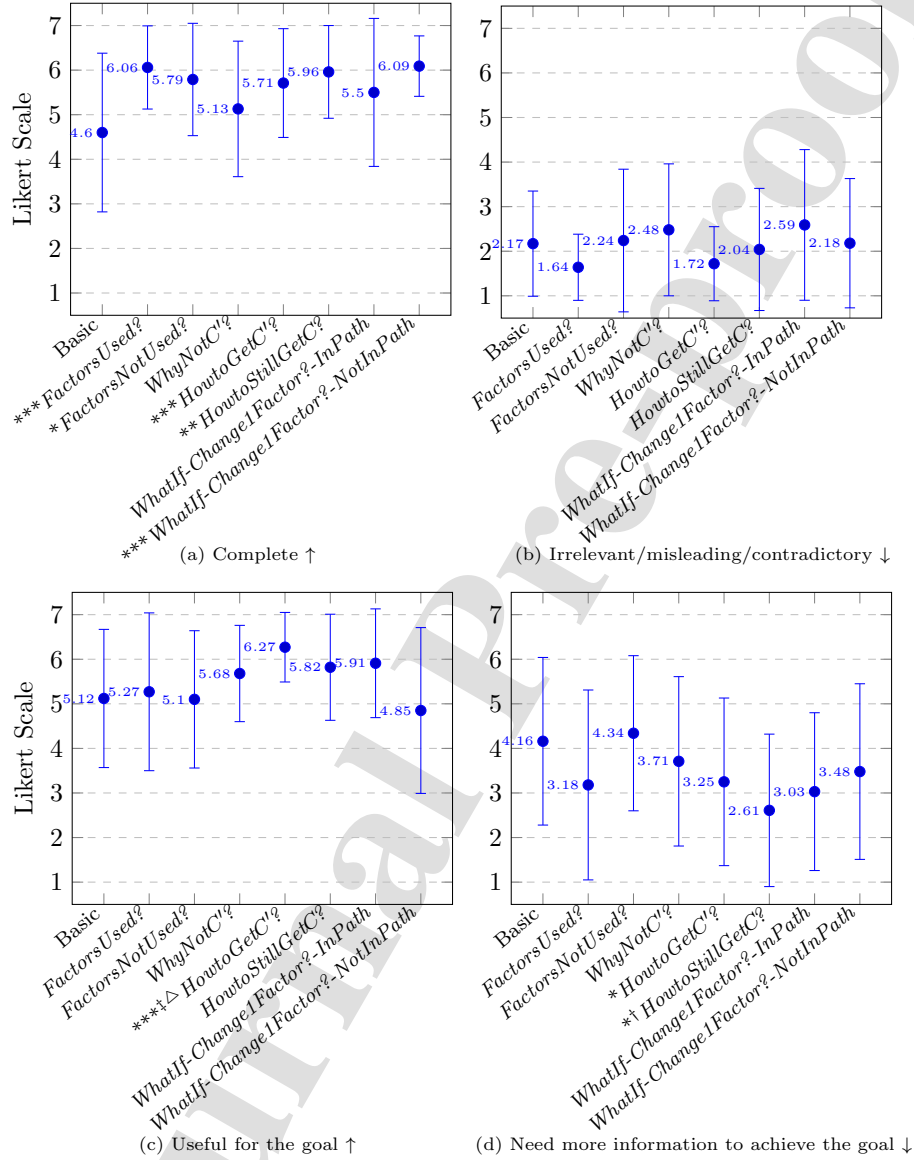 7
6
5
4
3
2
1
Likert Scale
4.6
6.06
5.79
5.13
5.71
5.96
5.5
6.09
Basic
***FactorsUsed?
*FactorsNotUsed?
WhyNotC'?
***HowtoGetC'?
**HowtoStillGetC?
WhatIf-Change1Factor?-InPath
***WhatIf-Change1Factor?-NotInPath
(a) Complete ↑
7
6
5
4
3
2
1
2.17
1.64
2.24
2.48
1.72
2.04
2.59
2.18
Basic
FactorsUsed?
FactorsNotUsed?
WhyNotC'?
HowtoGetC'?
HowtoStillGetC?
WhatIf-Change1Factor?-InPath
WhatIf-Change1Factor?-NotInPath
(b) Irrelevant/misleading/contradictory ↓
7
6
5
4
3
2
1
Likert Scale
5.12
5.27
5.1
5.68
6.27
5.82
5.91
4.85
Basic
FactorsUsed?
FactorsNotUsed?
WhyNotC'?
***‡△HowtoGetC'?
HowtoStillGetC?
WhatIf-Change1Factor?-InPath
WhatIf-Change1Factor?-NotInPath
(c) Useful for the goal ↑
7
6
5
4
3
2
1
4.16
3.18
4.34
3.71
3.25
2.61
3.03
3.48
Basic
FactorsUsed?
FactorsNotUsed?
WhyNotC'?
*HowtoGetC'?
*†HowtoStillGetC?
WhatIf-Change1Factor?-InPath
WhatIf-Change1Factor?-NotInPath
(d) Need more information to achieve the goal ↓
urnal Pre-proo